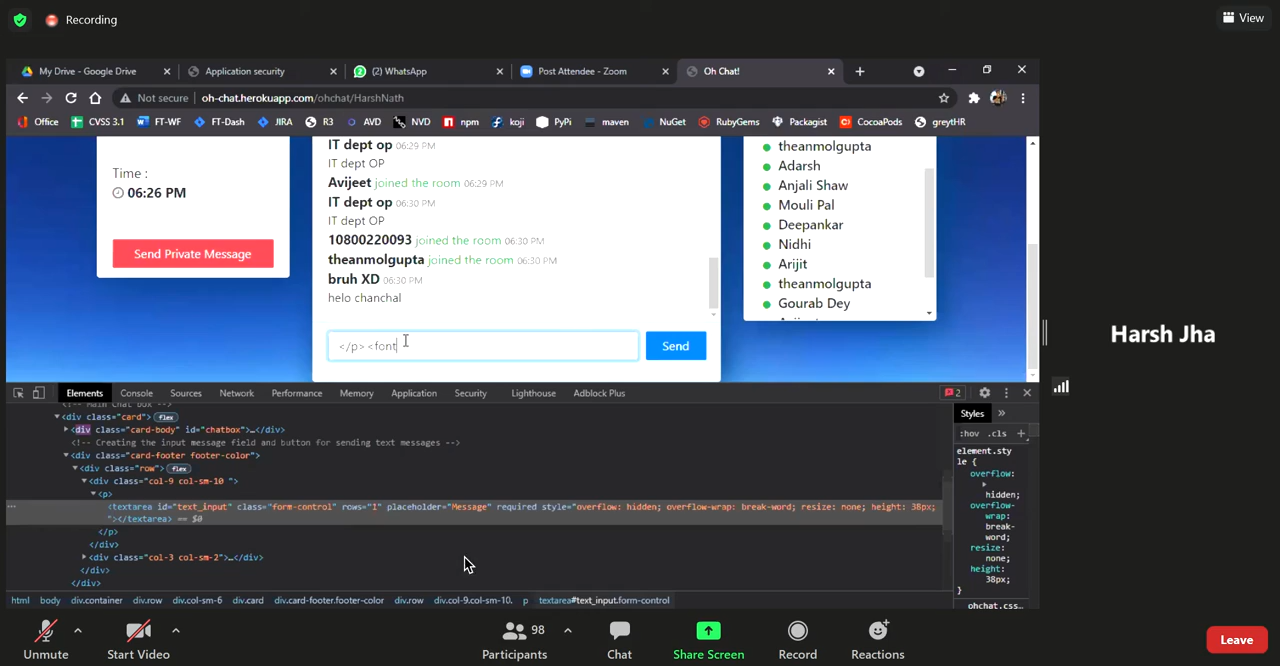 Recording
View
My Drive - Google Drive
Application security
(2) WhatsApp
Post Attendee - Zoom
Oh Chat!
Not secure | oh-chat.herokuapp.com/ohchat/HarshNath
Office CVSS 3.1 FT-WF FT-Dash JIRA R3 AVD NVD npm koji PyPi maven NuGet RubyGems Packagist CocoaPods greytHR
Time :
06:26 PM
Send Private Message
IT dept op 06:29 PM
IT dept OP
Avijeet joined the room 06:29 PM
IT dept op 06:30 PM
IT dept OP
10800220093 joined the room 06:30 PM
theanmolgupta joined the room 06:30 PM
bruh XD 06:30 PM
helo chanchal
</p><font
Send
theanmolgupta
Adarsh
Anjali Shaw
Mouli Pal
Deepankar
Nidhi
Arijit
theanmolgupta
Gourab Dey
Harsh Jha
Elements Console Sources Network Performance Memory Application Security Lighthouse Adblock Plus
2
<!-- Main Chat box -->
<div class="card"> flex
<div class="card-body" id="chatbox">…</div>
<!-- Creating the input message field and button for sending text messages -->
<div class="card-footer footer-color">
<div class="row"> flex
<div class="col-9 col-sm-10 ">
<p>
<textarea id="text_input" class="form-control" rows="1" placeholder="Message" required style="overflow: hidden; overflow-wrap: break-word; resize: none; height: 38px;
"></textarea> == $0
</p>
</div>
<div class="col-3 col-sm-2">…</div>
</div>
</div>
html body div.container div.row div.col-sm-6 div.card div.card-footer.footer-color div.row div.col-9.col-sm-10. p textarea#text_input.form-control
Styles »
:hov .cls +
element.sty
le {
overflow:
hidden;
overflow-
wrap:
break-
word;
resize:
none;
height:
38px;
}
ohchat.css…
Unmute
Start Video
98
Participants
Chat
Share Screen
Record
Reactions
Leave